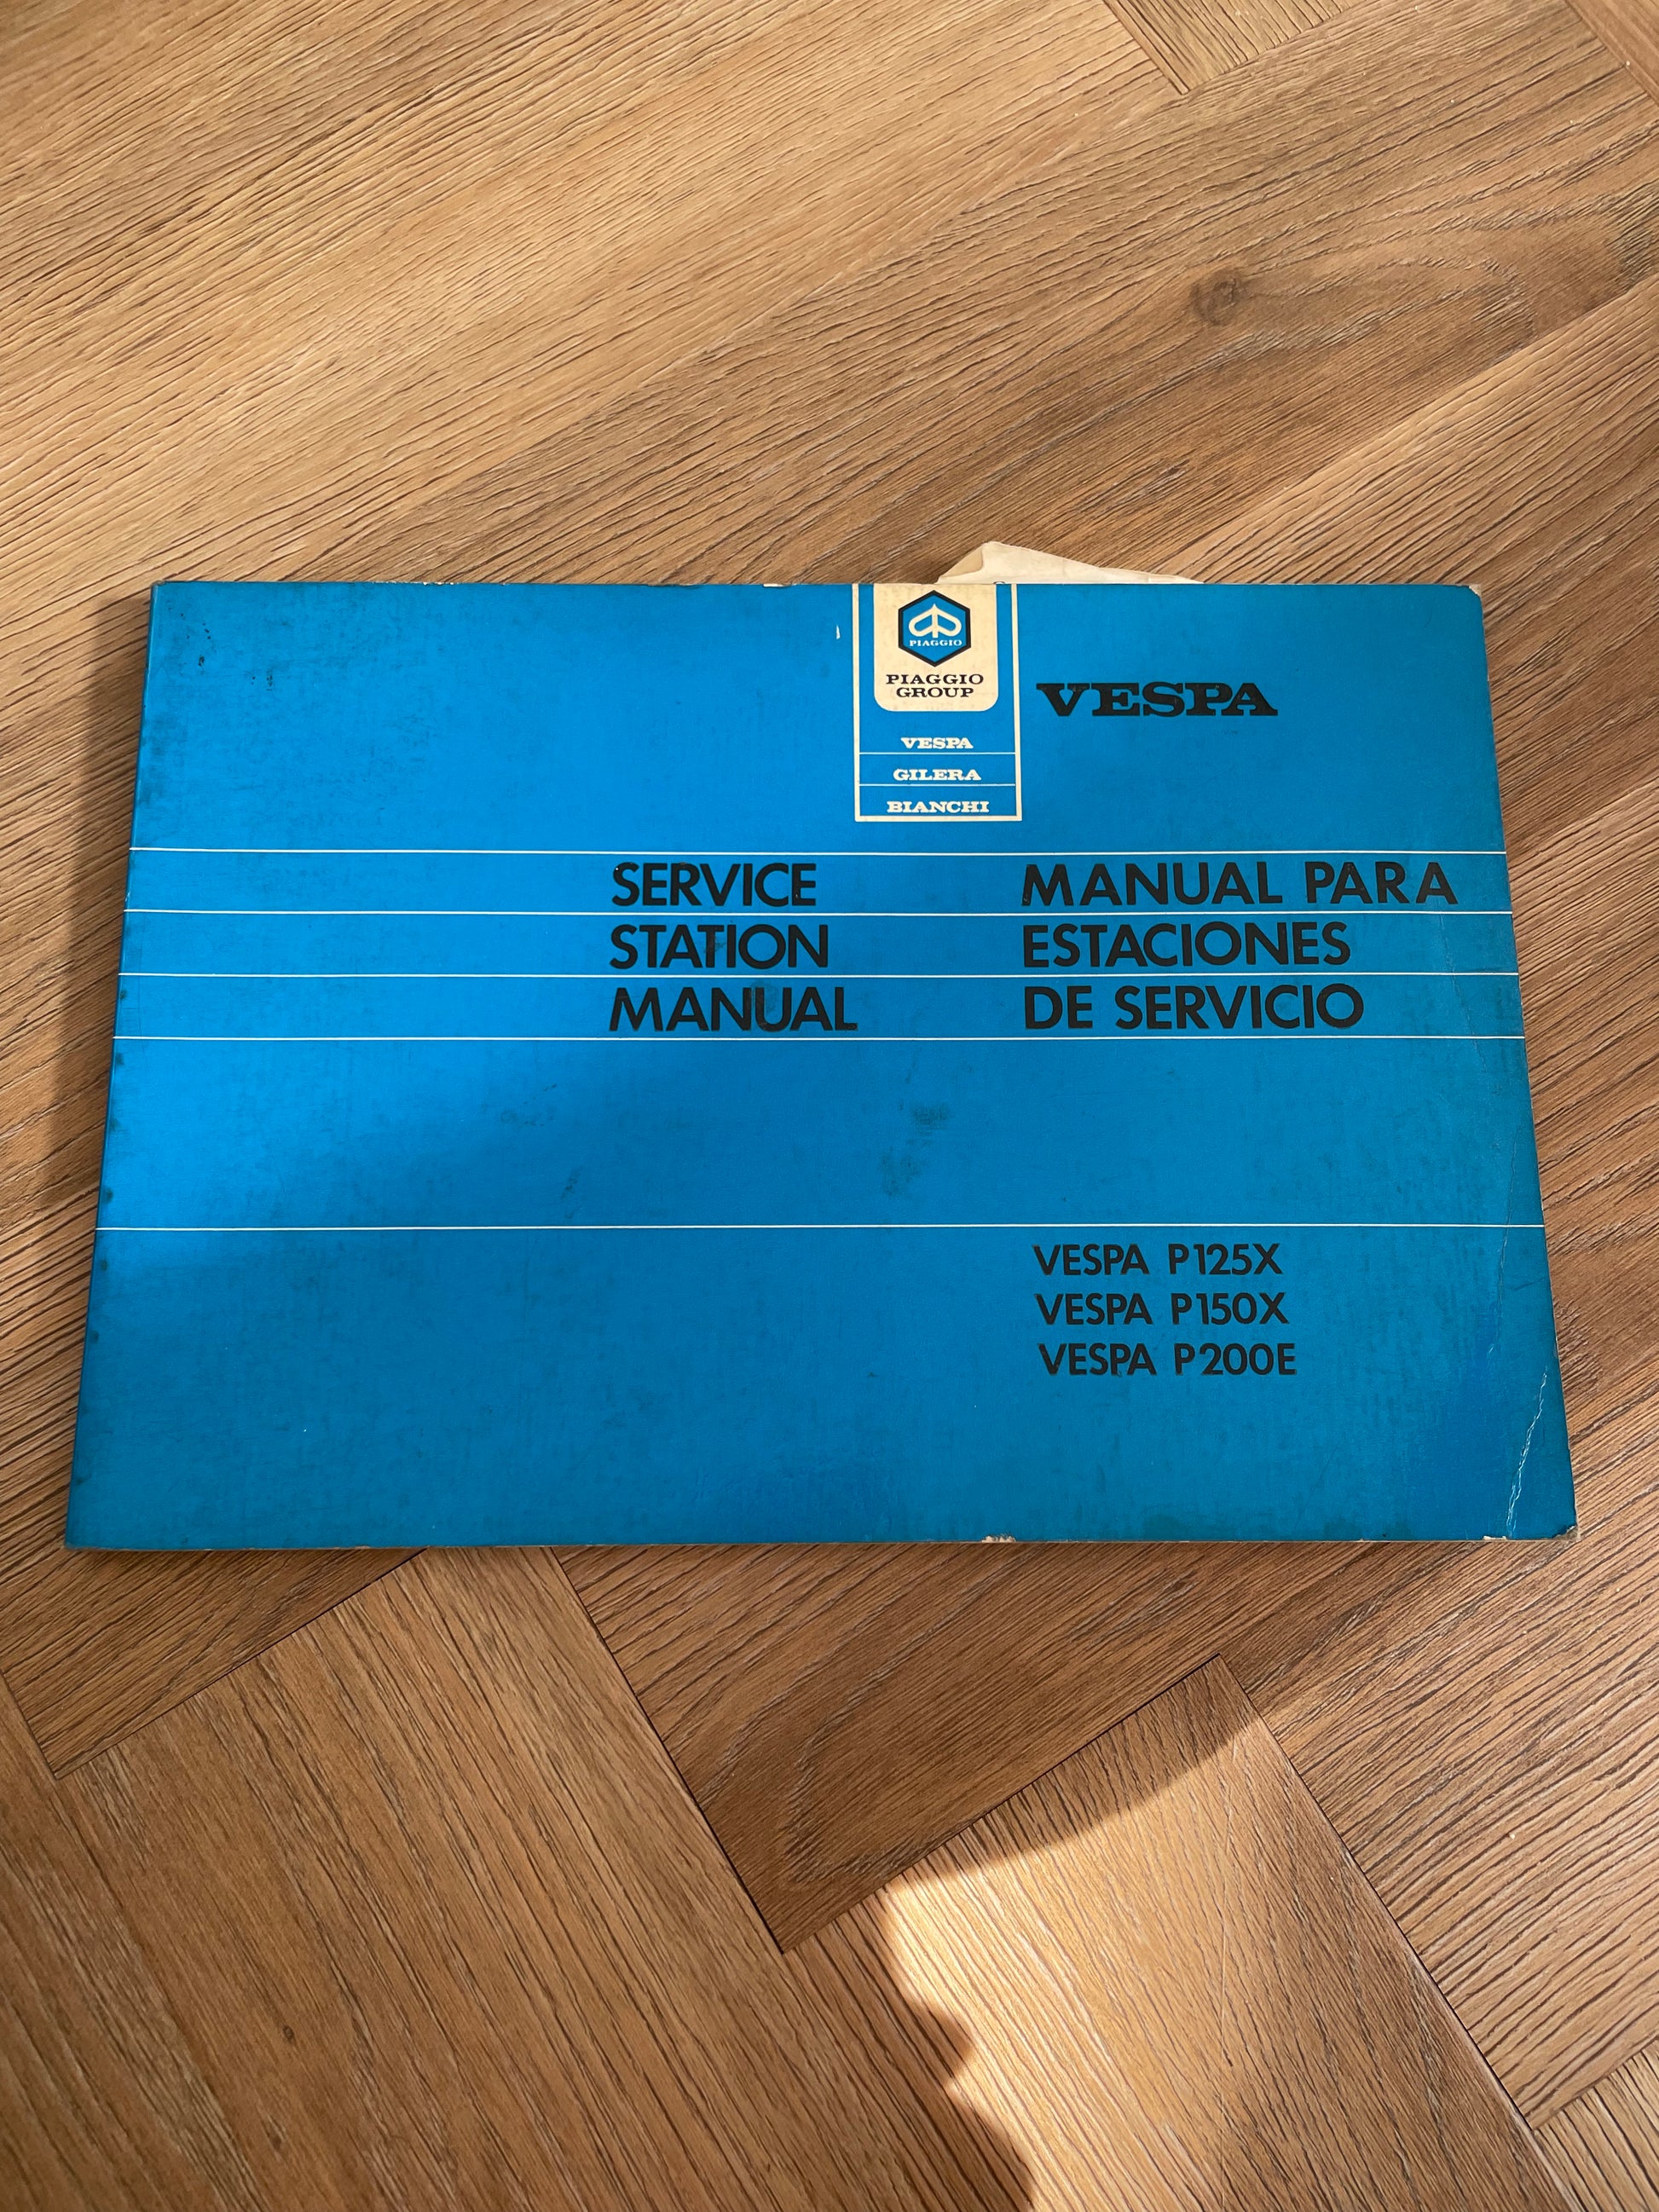 PIAGGIO
PIAGGIO
GROUP
VESPA
GILERA
BIANCHI
VESPA
SERVICE
STATION
MANUAL
MANUAL PARA
ESTACIONES
DE SERVICIO
VESPA P125X
VESPA P150X
VESPA P200E